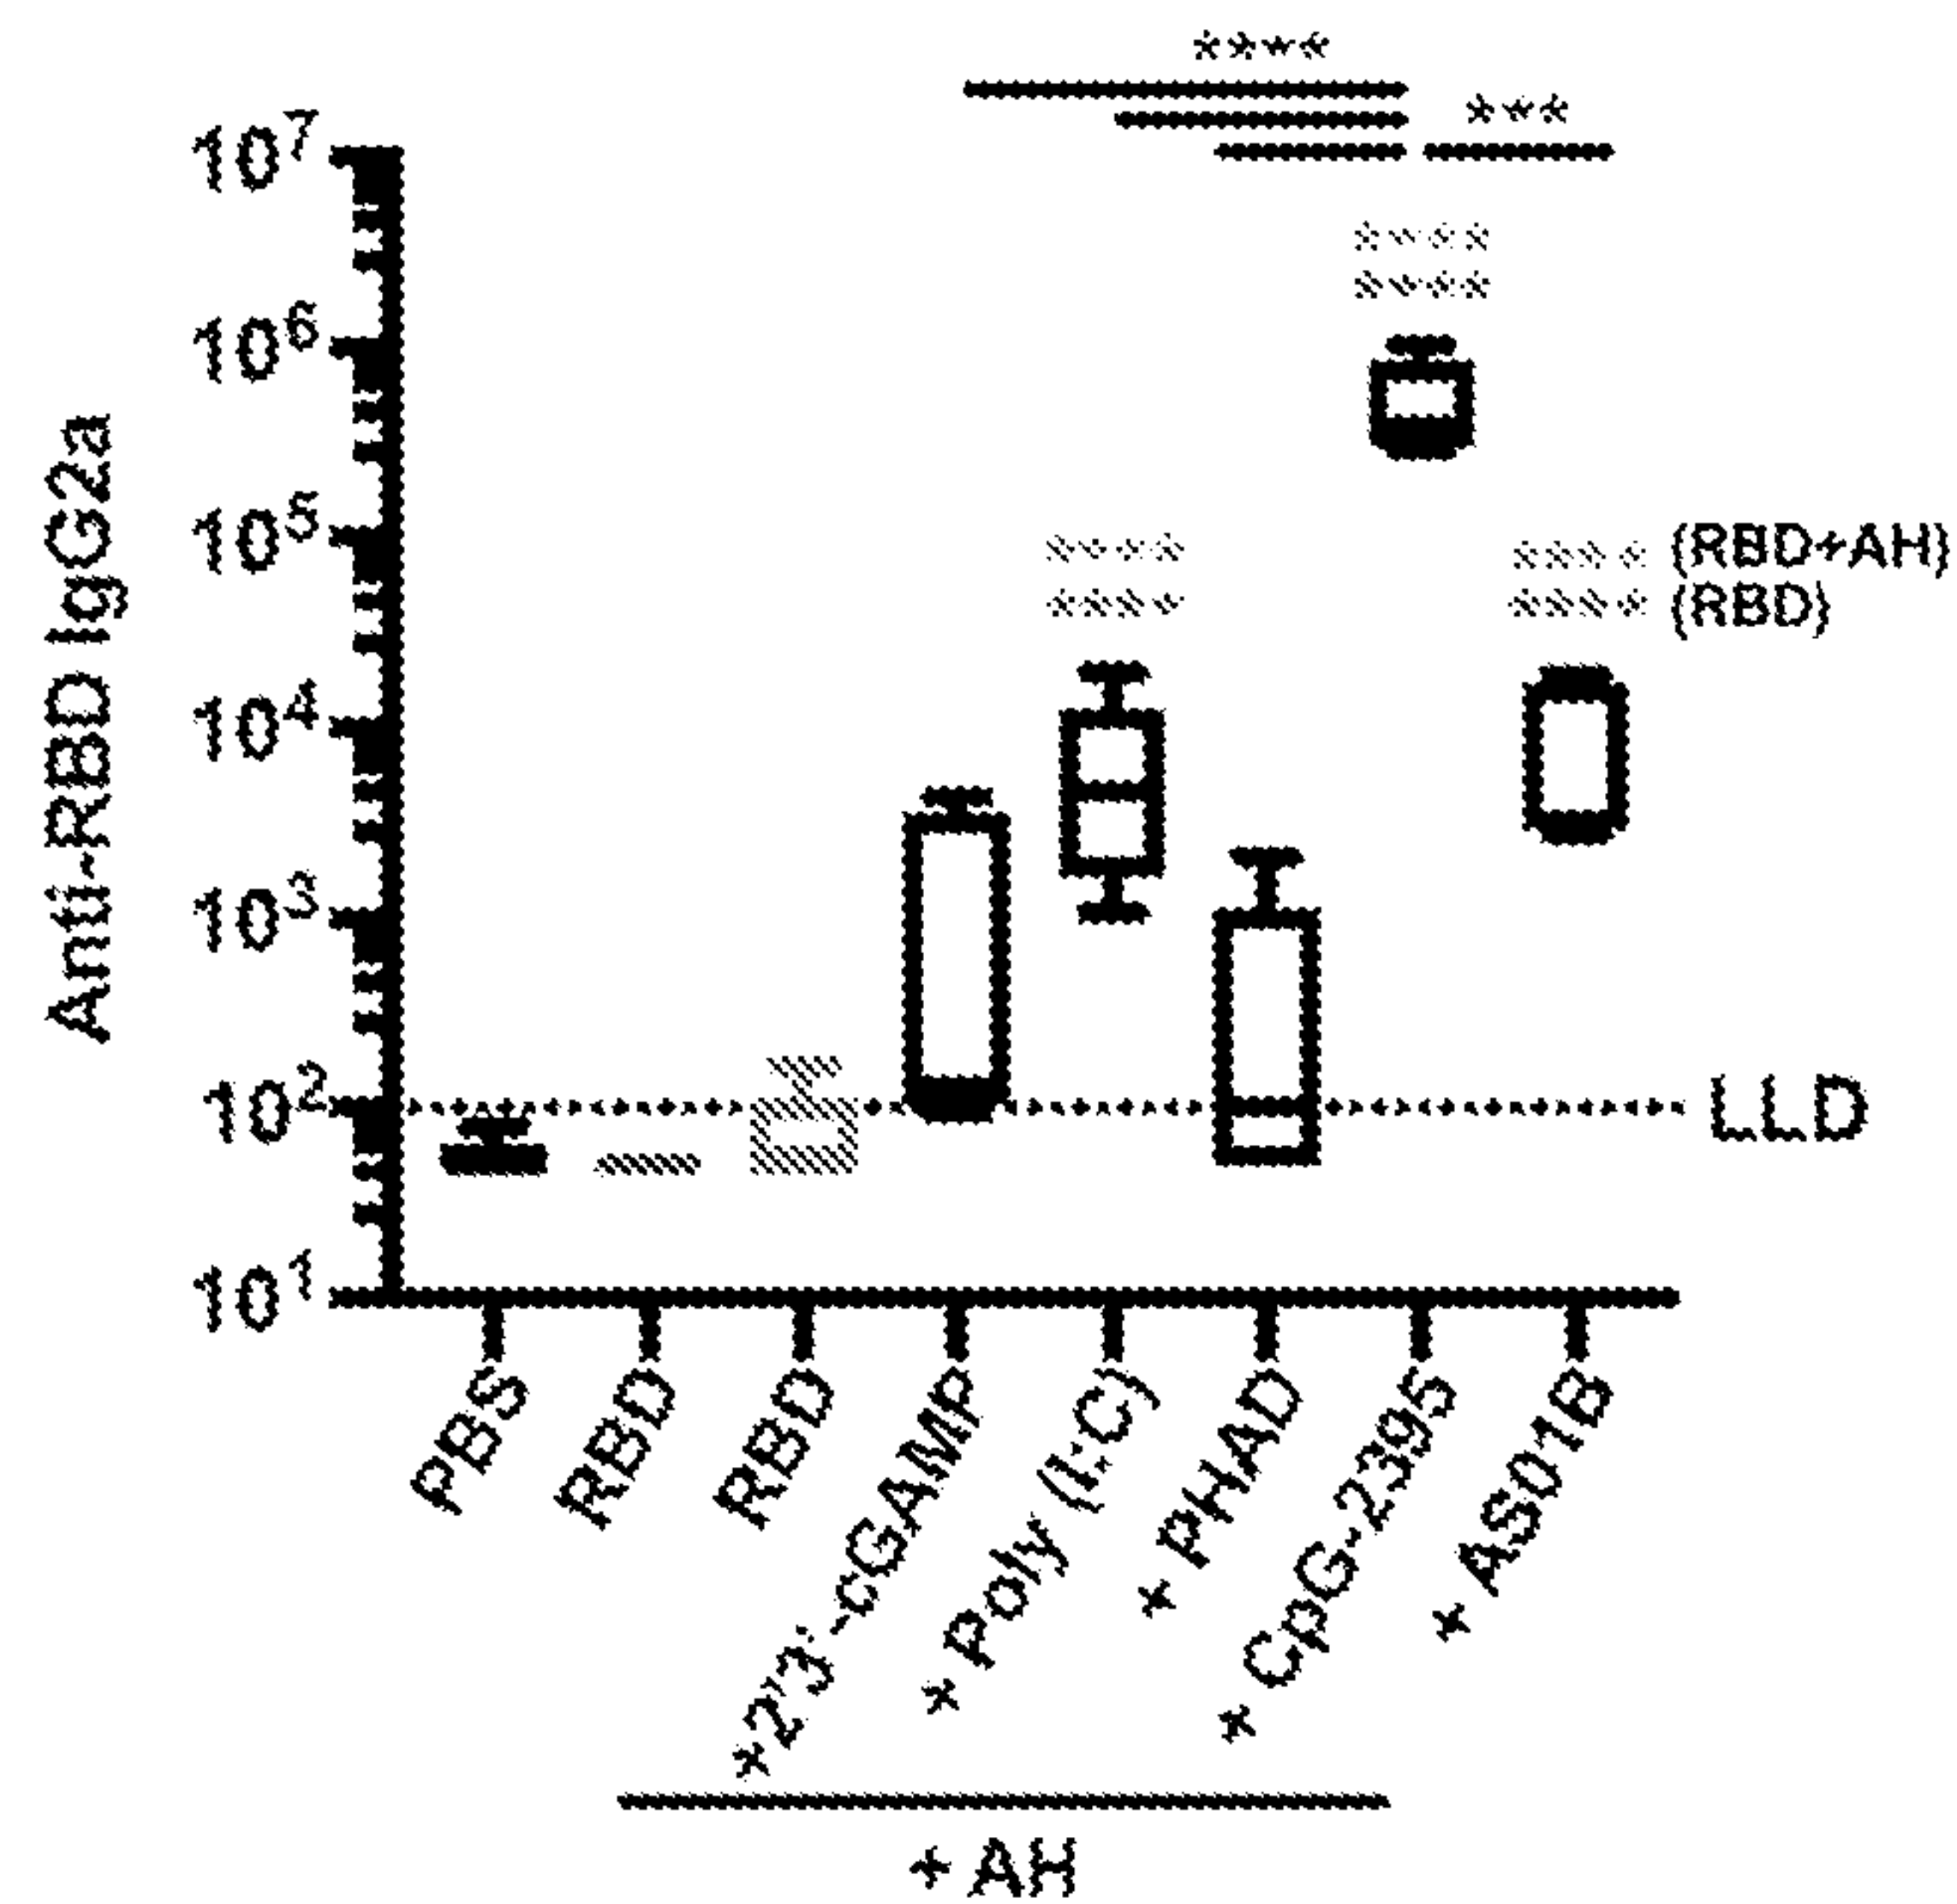 ****
***
10^7
****
****
10^6
10^5
**** **** (RBD+AH)
**** **** (RBD)
10^4
10^3
10^2
LLD
10^1
Anti-RBD IgG2a
PBS
RBD
RBD
+ 2'3'-cGAMP
+ Poly (I:C)
+ PHAD
+ CpG-2395
+ AS01B
+ AH